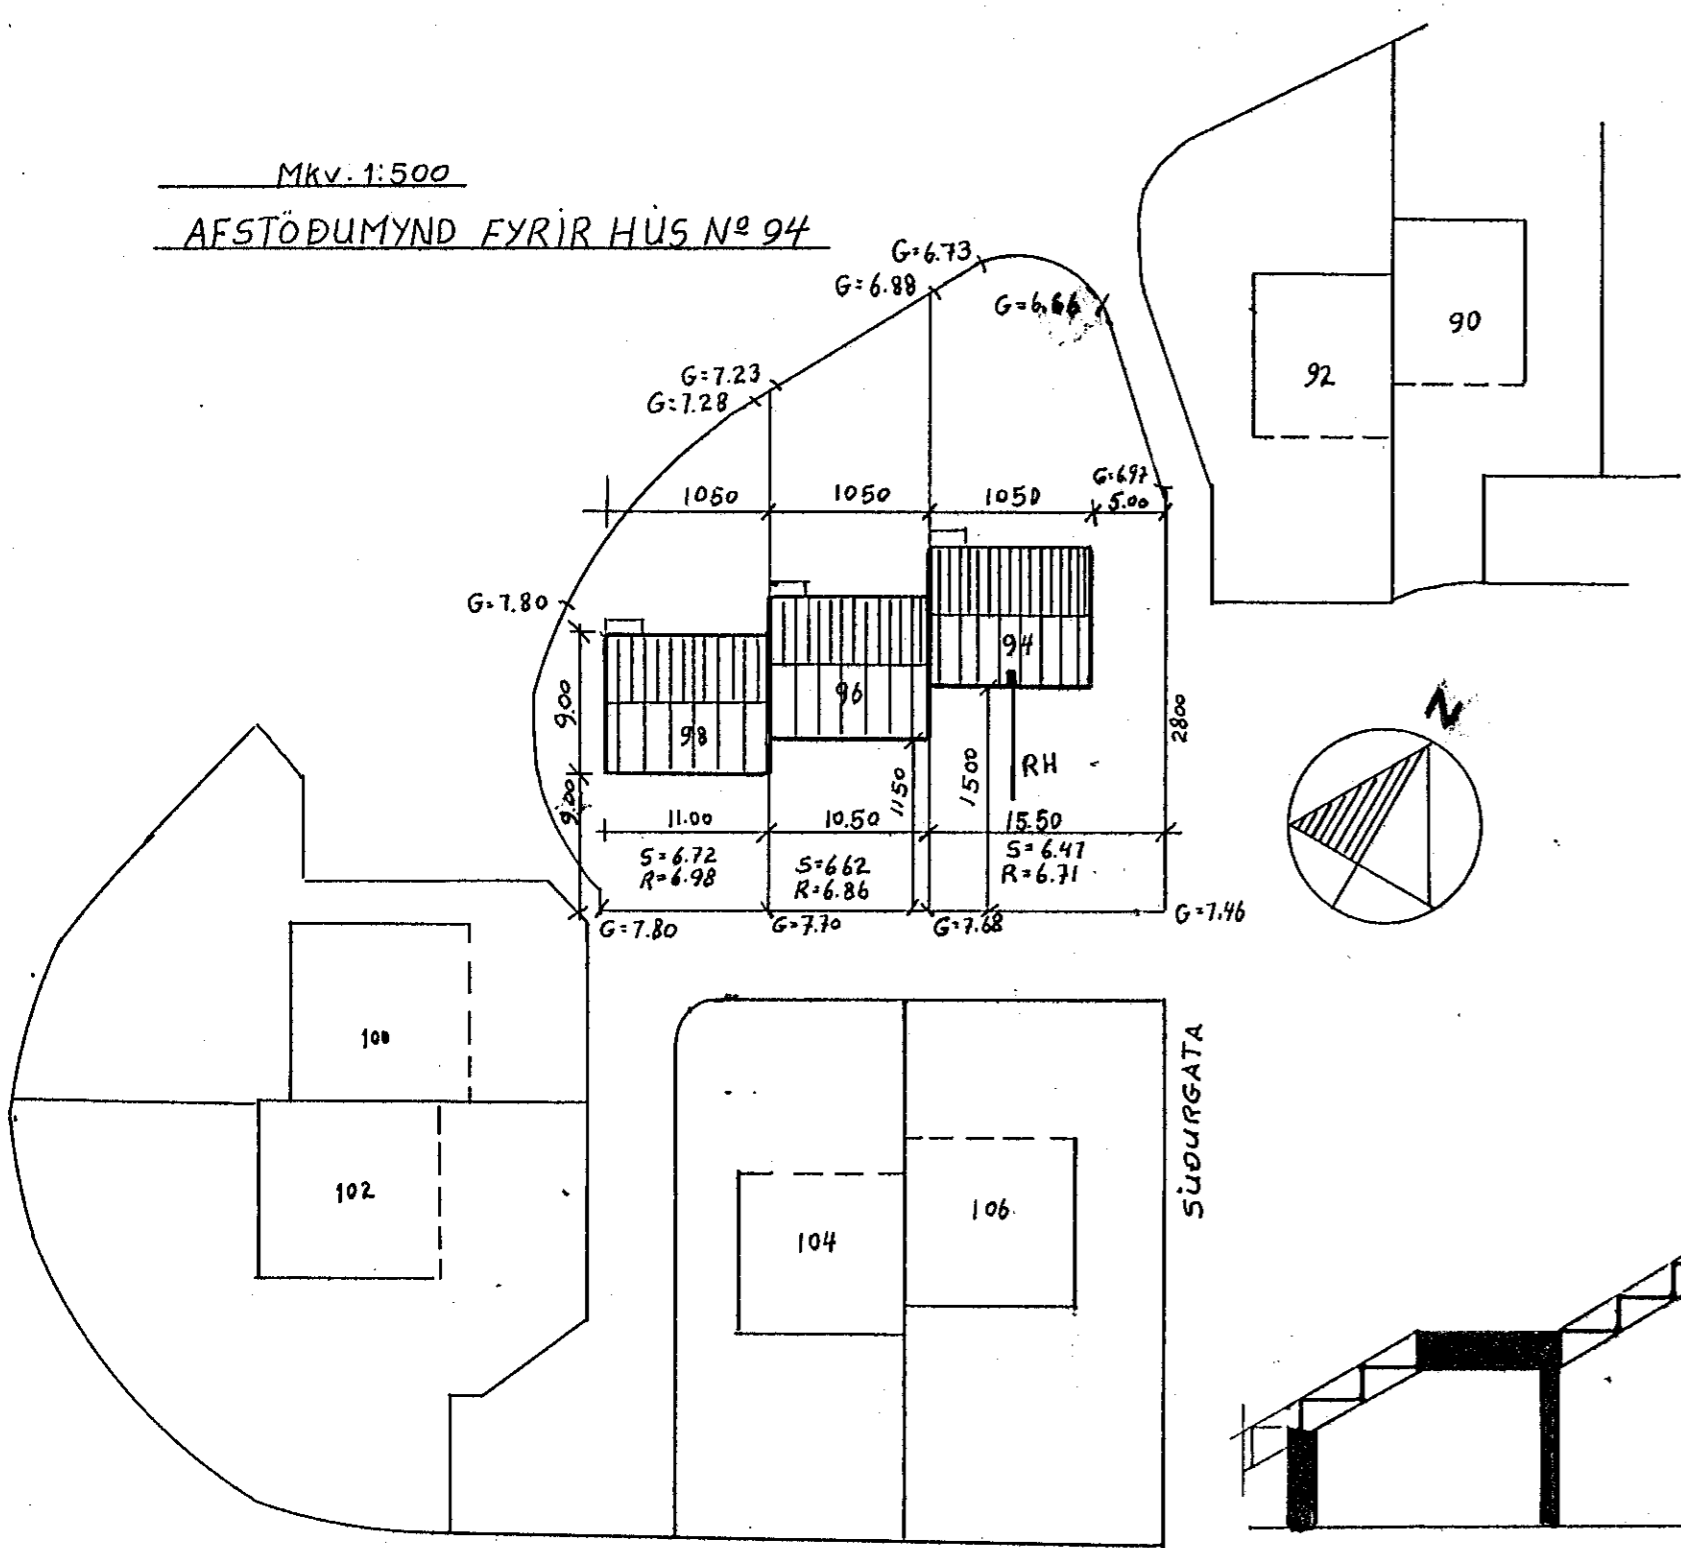 Mkv. 1:500
AFSTÖÐUMYND FYRIR HÚS Nº 94
G=6.73
G=6.88
G=6.66
90
92
G=7.23
G=7.28
G=6.97
1050 1050 1050 5.00
G=7.80
94
96
98
9.00
9.00
1150
1500
RH
2800
N
11.00 10.50 15.50
S=6.72
R=6.98
S=6.62
R=6.86
S=6.47
R=6.71
G=7.80 G=7.70 G=7.68 G=7.46
100
102
104
106
SÚÐURGATA